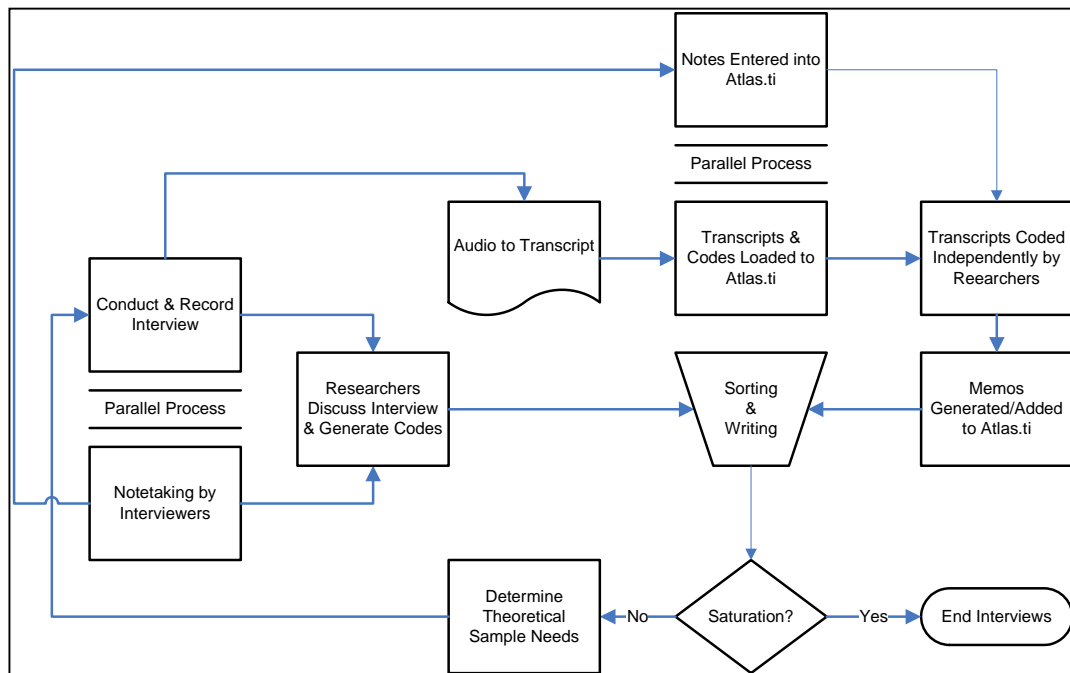 Notes Entered into
Atlas.ti
Parallel Process
Audio to Transcript
Transcripts &
Codes Loaded to
Atlas.ti
Transcripts Coded
Independently by
Reearchers
Conduct & Record
Interview
Parallel Process
Notetaking by
Interviewers
Researchers
Discuss Interview
& Generate Codes
Sorting
&
Writing
Memos
Generated/Added
to Atlas.ti
Determine
Theoretical
Sample Needs
No
Saturation?
Yes
End Interviews